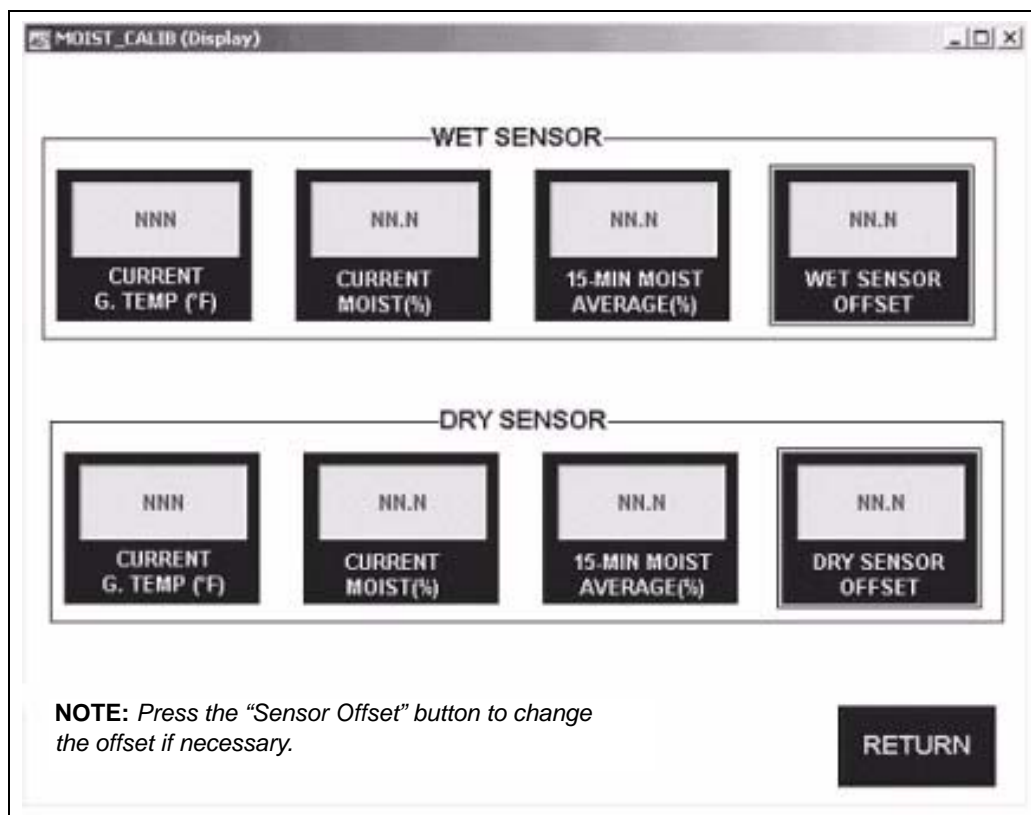 MOIST_CALIB (Display)
WET SENSOR
NNN
NN.N
NN.N
NN.N
CURRENT
G. TEMP (°F)
CURRENT
MOIST(%)
15-MIN MOIST
AVERAGE(%)
WET SENSOR
OFFSET
DRY SENSOR
NNN
NN.N
NN.N
NN.N
CURRENT
G. TEMP (°F)
CURRENT
MOIST(%)
15-MIN MOIST
AVERAGE(%)
DRY SENSOR
OFFSET
NOTE: Press the “Sensor Offset” button to change
the offset if necessary.
RETURN